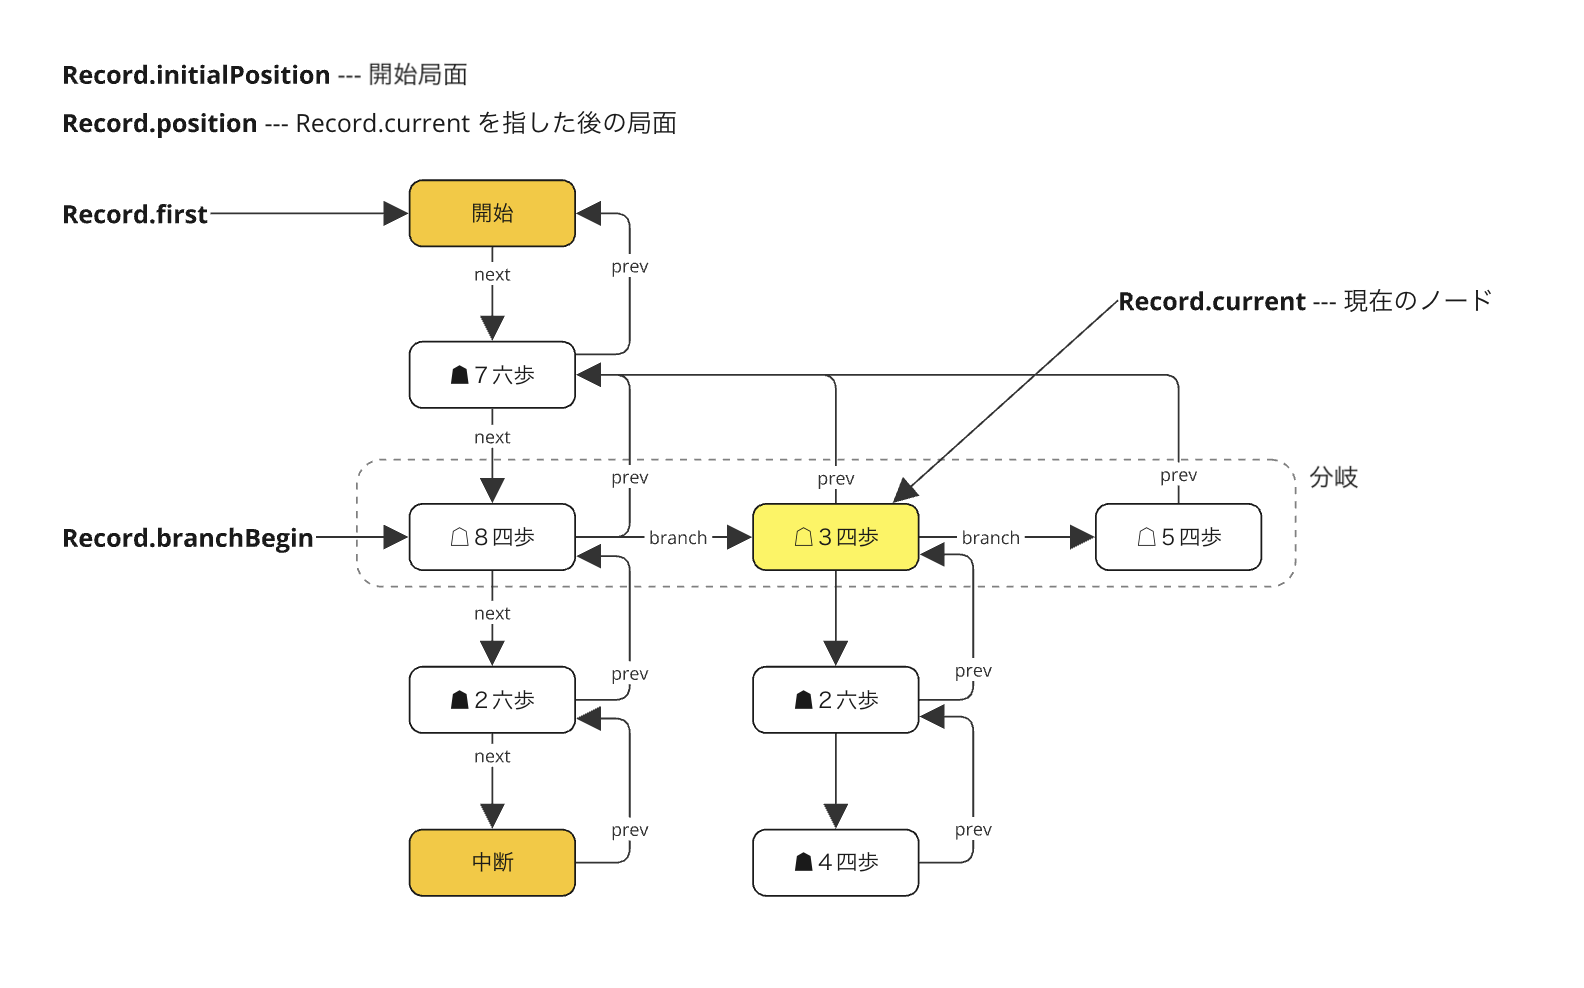 Record.initialPosition --- 開始局面
Record.position --- Record.current を指した後の局面
Record.first
開始
next
prev
Record.current --- 現在のノード
☗７六歩
next
prev
prev
prev
分岐
Record.branchBegin
☖８四歩
branch
☖３四歩
branch
☖５四歩
next
prev
prev
☗２六歩
☗２六歩
next
prev
prev
中断
☗４四歩